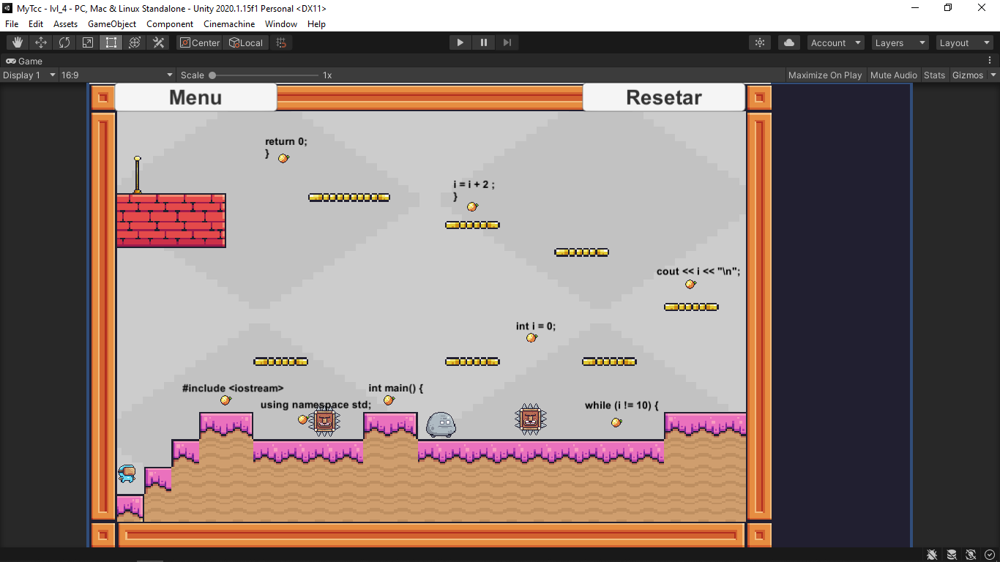 MyTcc - lvl_4 - PC, Mac & Linux Standalone - Unity 2020.1.15f1 Personal <DX11>
File Edit Assets GameObject Component Cinemachine Window Help
Center Local Account Layers Layout
Game
Display 1 16:9 Scale 1x Maximize On Play Mute Audio Stats Gizmos
Menu Resetar
return 0;
}
i = i + 2 ;
}
cout << i << "\n";
int i = 0;
#include <iostream>
int main() {
using namespace std;
while (i != 10) {